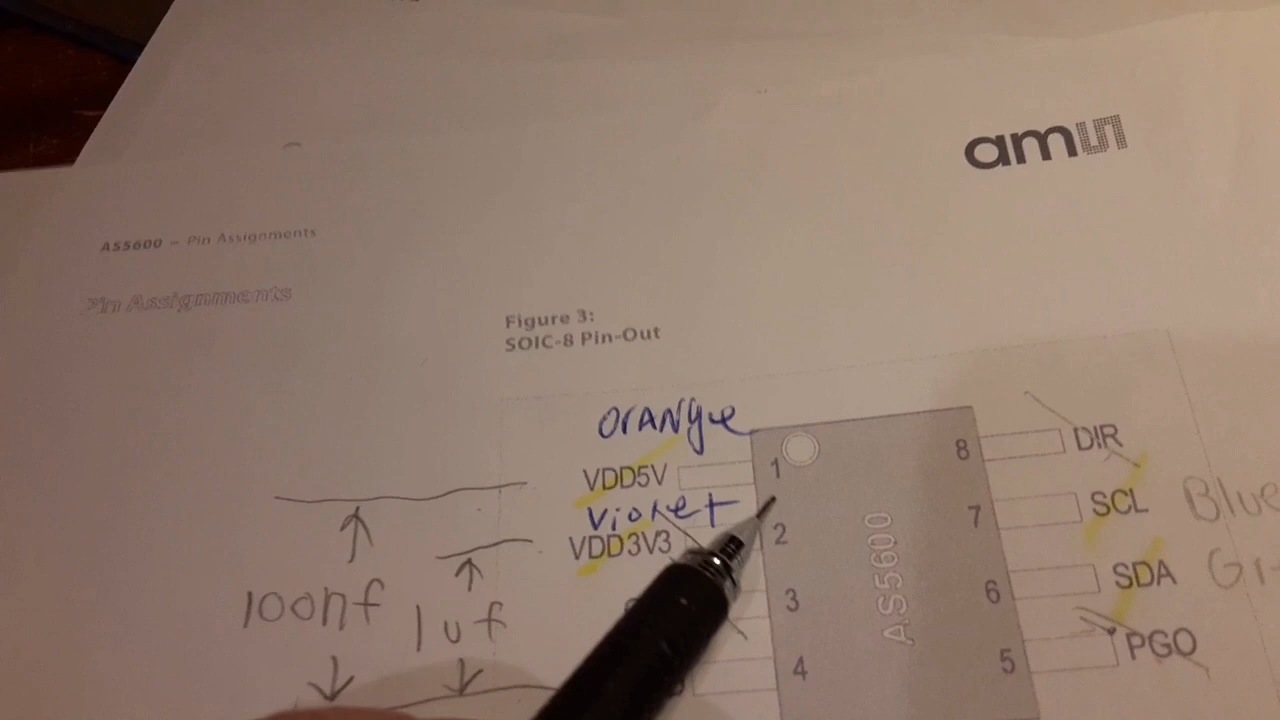 ams
AS5600 – Pin Assignments
Pin Assignments
Figure 3:
SOIC-8 Pin-Out
orange
VDD5V 1 8 DIR
violet
VDD3V3 2 7 SCL Blue
100nf 1uf
3 6 SDA
4 5 PGO
AS5600